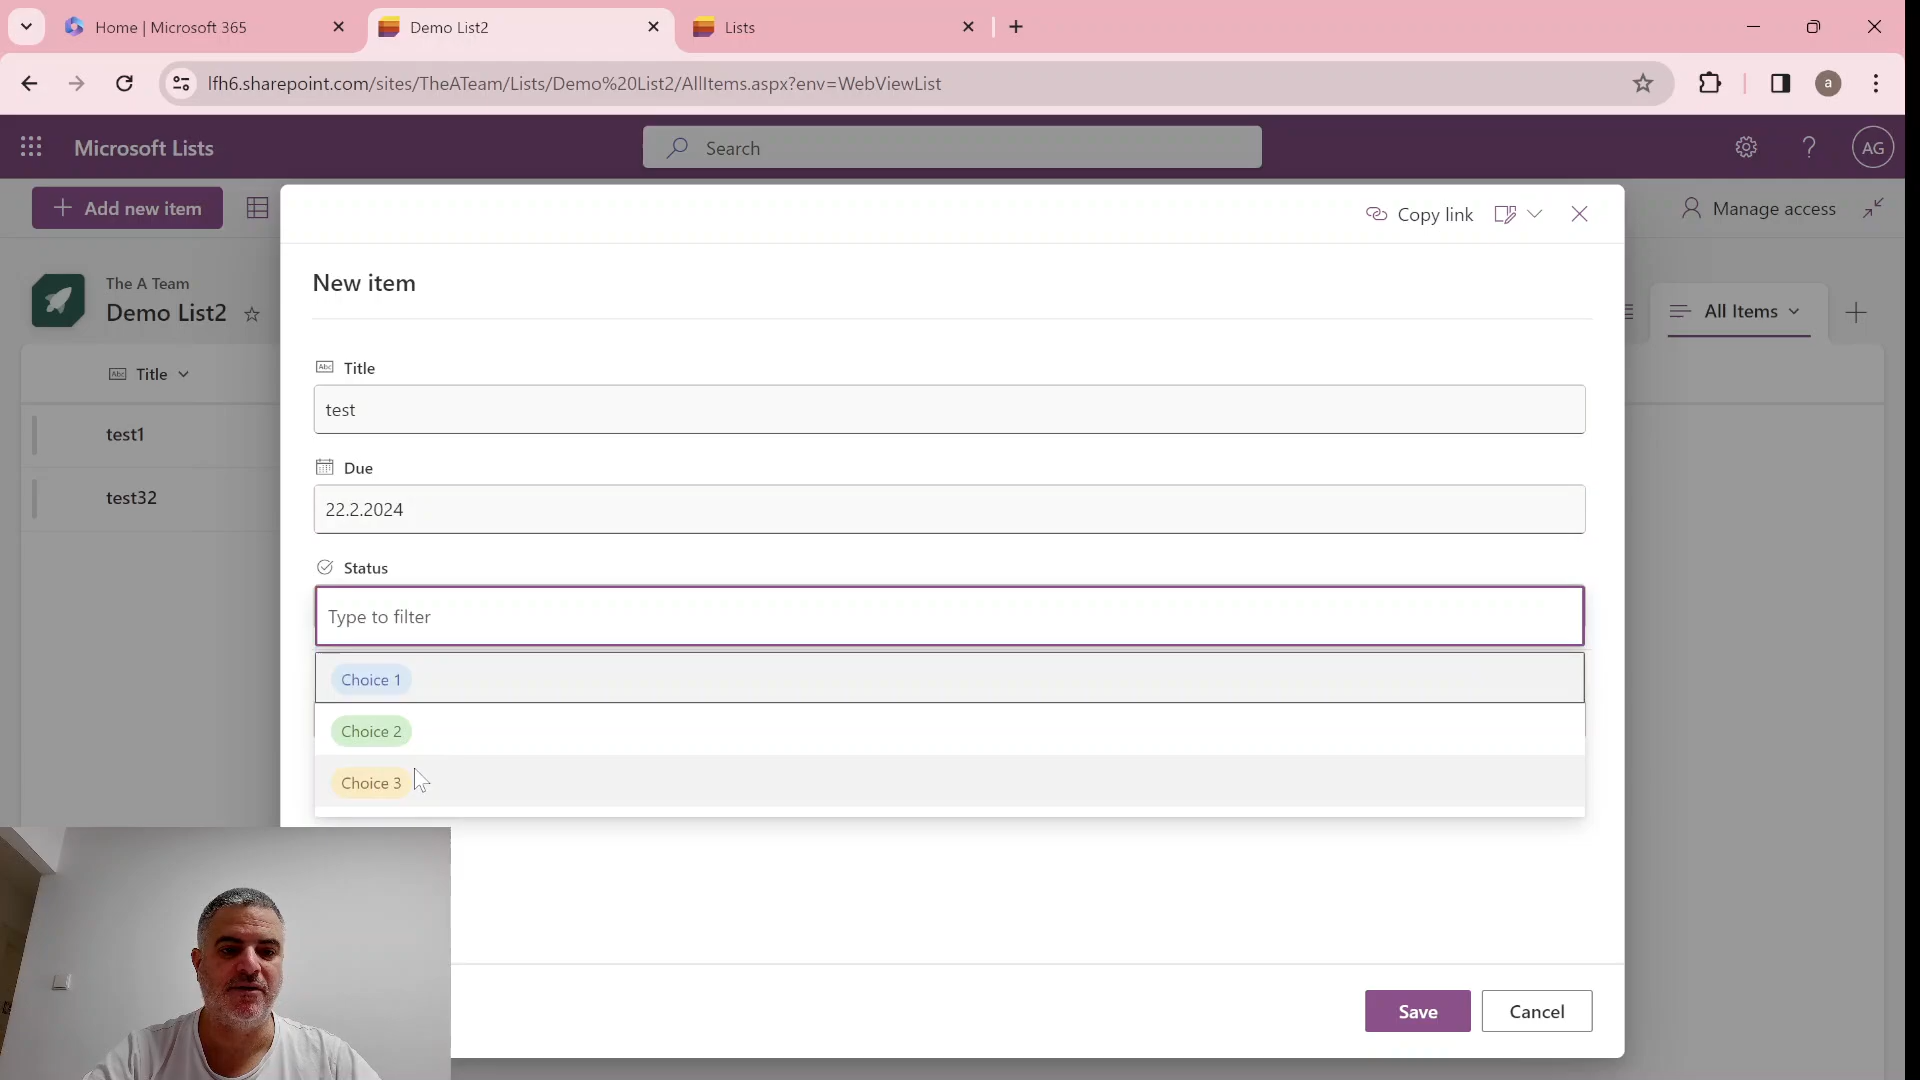 Home | Microsoft 365
Demo List2
Lists
lfh6.sharepoint.com/sites/TheATeam/Lists/Demo%20List2/AllItems.aspx?env=WebViewList
a
Microsoft Lists
Search
?
AG
Add new item
Copy link
Manage access
The A Team
Demo List2
New item
All Items
Abc Title
Abc Title
test
test1
Due
22.2.2024
test32
Status
Type to filter
Choice 1
Choice 2
Choice 3
Save
Cancel